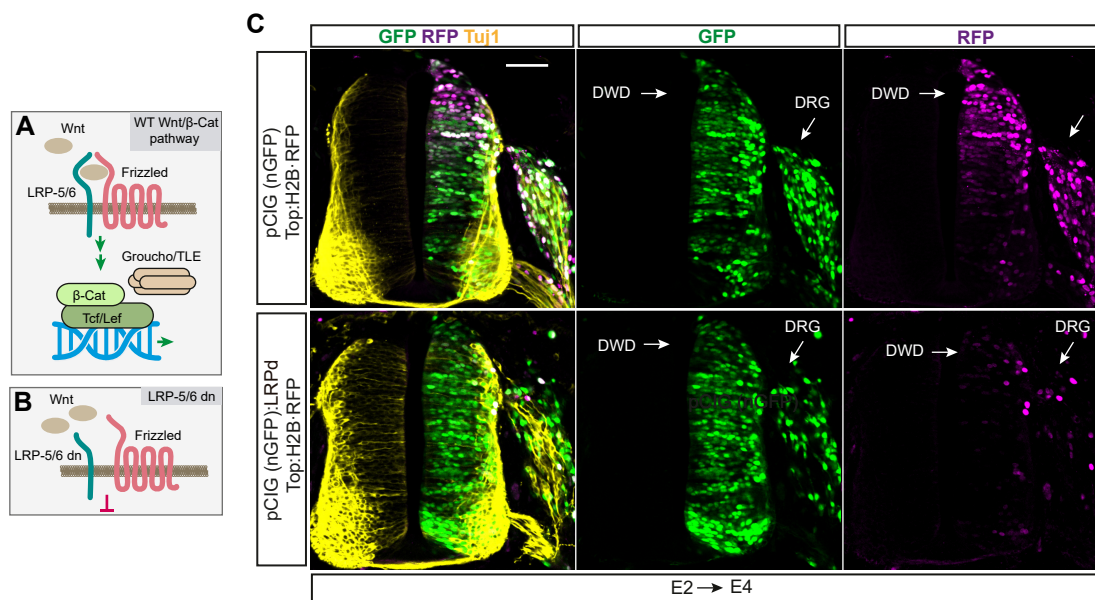 A
Wnt
WT Wnt/β-Cat
pathway
Frizzled
LRP-5/6
Groucho/TLE
β-Cat
Tcf/Lef
B
Wnt
LRP-5/6 dn
Frizzled
LRP-5/6 dn
C
GFP RFP Tuj1
GFP
RFP
pCIG (nGFP)
Top:H2B·RFP
DWD
DRG
DWD
pCIG (nGFP):LRPd
Top:H2B·RFP
DWD
DRG
DWD
DRG
E2 → E4